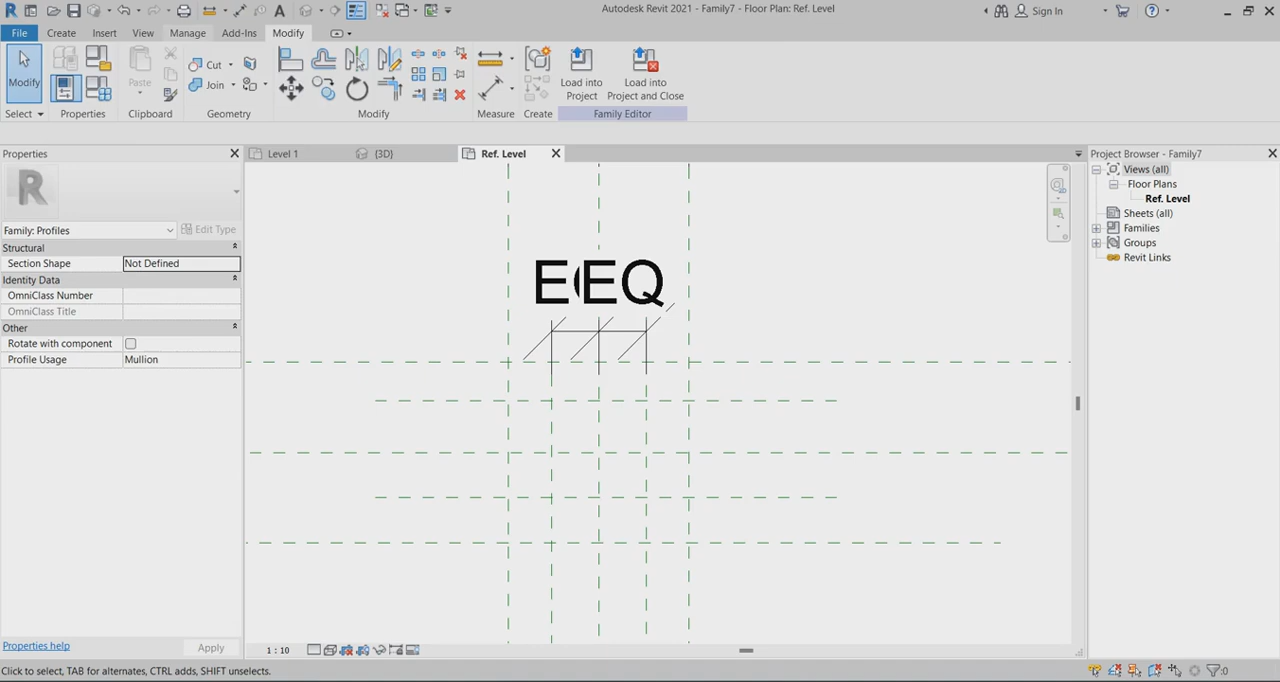 Autodesk Revit 2021 - Family7 - Floor Plan: Ref. Level
Sign In
File Create Insert View Manage Add-Ins Modify
Modify
Paste
Cut
Join
Load into
Project
Load into
Project and Close
Select Properties Clipboard Geometry Modify Measure Create Family Editor
Properties
Level 1
{3D}
Ref. Level
Project Browser - Family7
Family: Profiles
Edit Type
Structural
Section Shape Not Defined
Identity Data
OmniClass Number
OmniClass Title
Other
Rotate with component
Profile Usage Mullion
EQ
Views (all)
Floor Plans
Ref. Level
Sheets (all)
Families
Groups
Revit Links
Properties help
Apply
1 : 10
Click to select, TAB for alternates, CTRL adds, SHIFT unselects.
:0